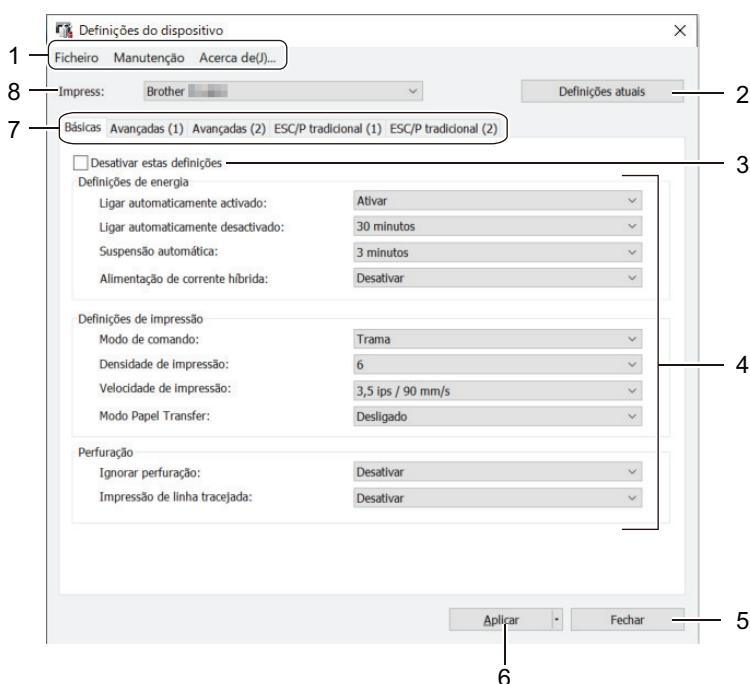 Definições do dispositivo
1 Ficheiro Manutenção Acerca de(J)...
8 Impress: Brother Definições atuais 2
7 Básicas Avançadas (1) Avançadas (2) ESC/P tradicional (1) ESC/P tradicional (2)
Desativar estas definições 3
Definições de energia
Ligar automaticamente activado: Ativar
Ligar automaticamente desactivado: 30 minutos
Suspensão automática: 3 minutos
Alimentação de corrente híbrida: Desativar
Definições de impressão
Modo de comando: Trama
Densidade de impressão: 6 4
Velocidade de impressão: 3,5 ips / 90 mm/s
Modo Papel Transfer: Desligado
Perfuração
Ignorar perfuração: Desativar
Impressão de linha tracejada: Desativar
Aplicar Fechar 5
6